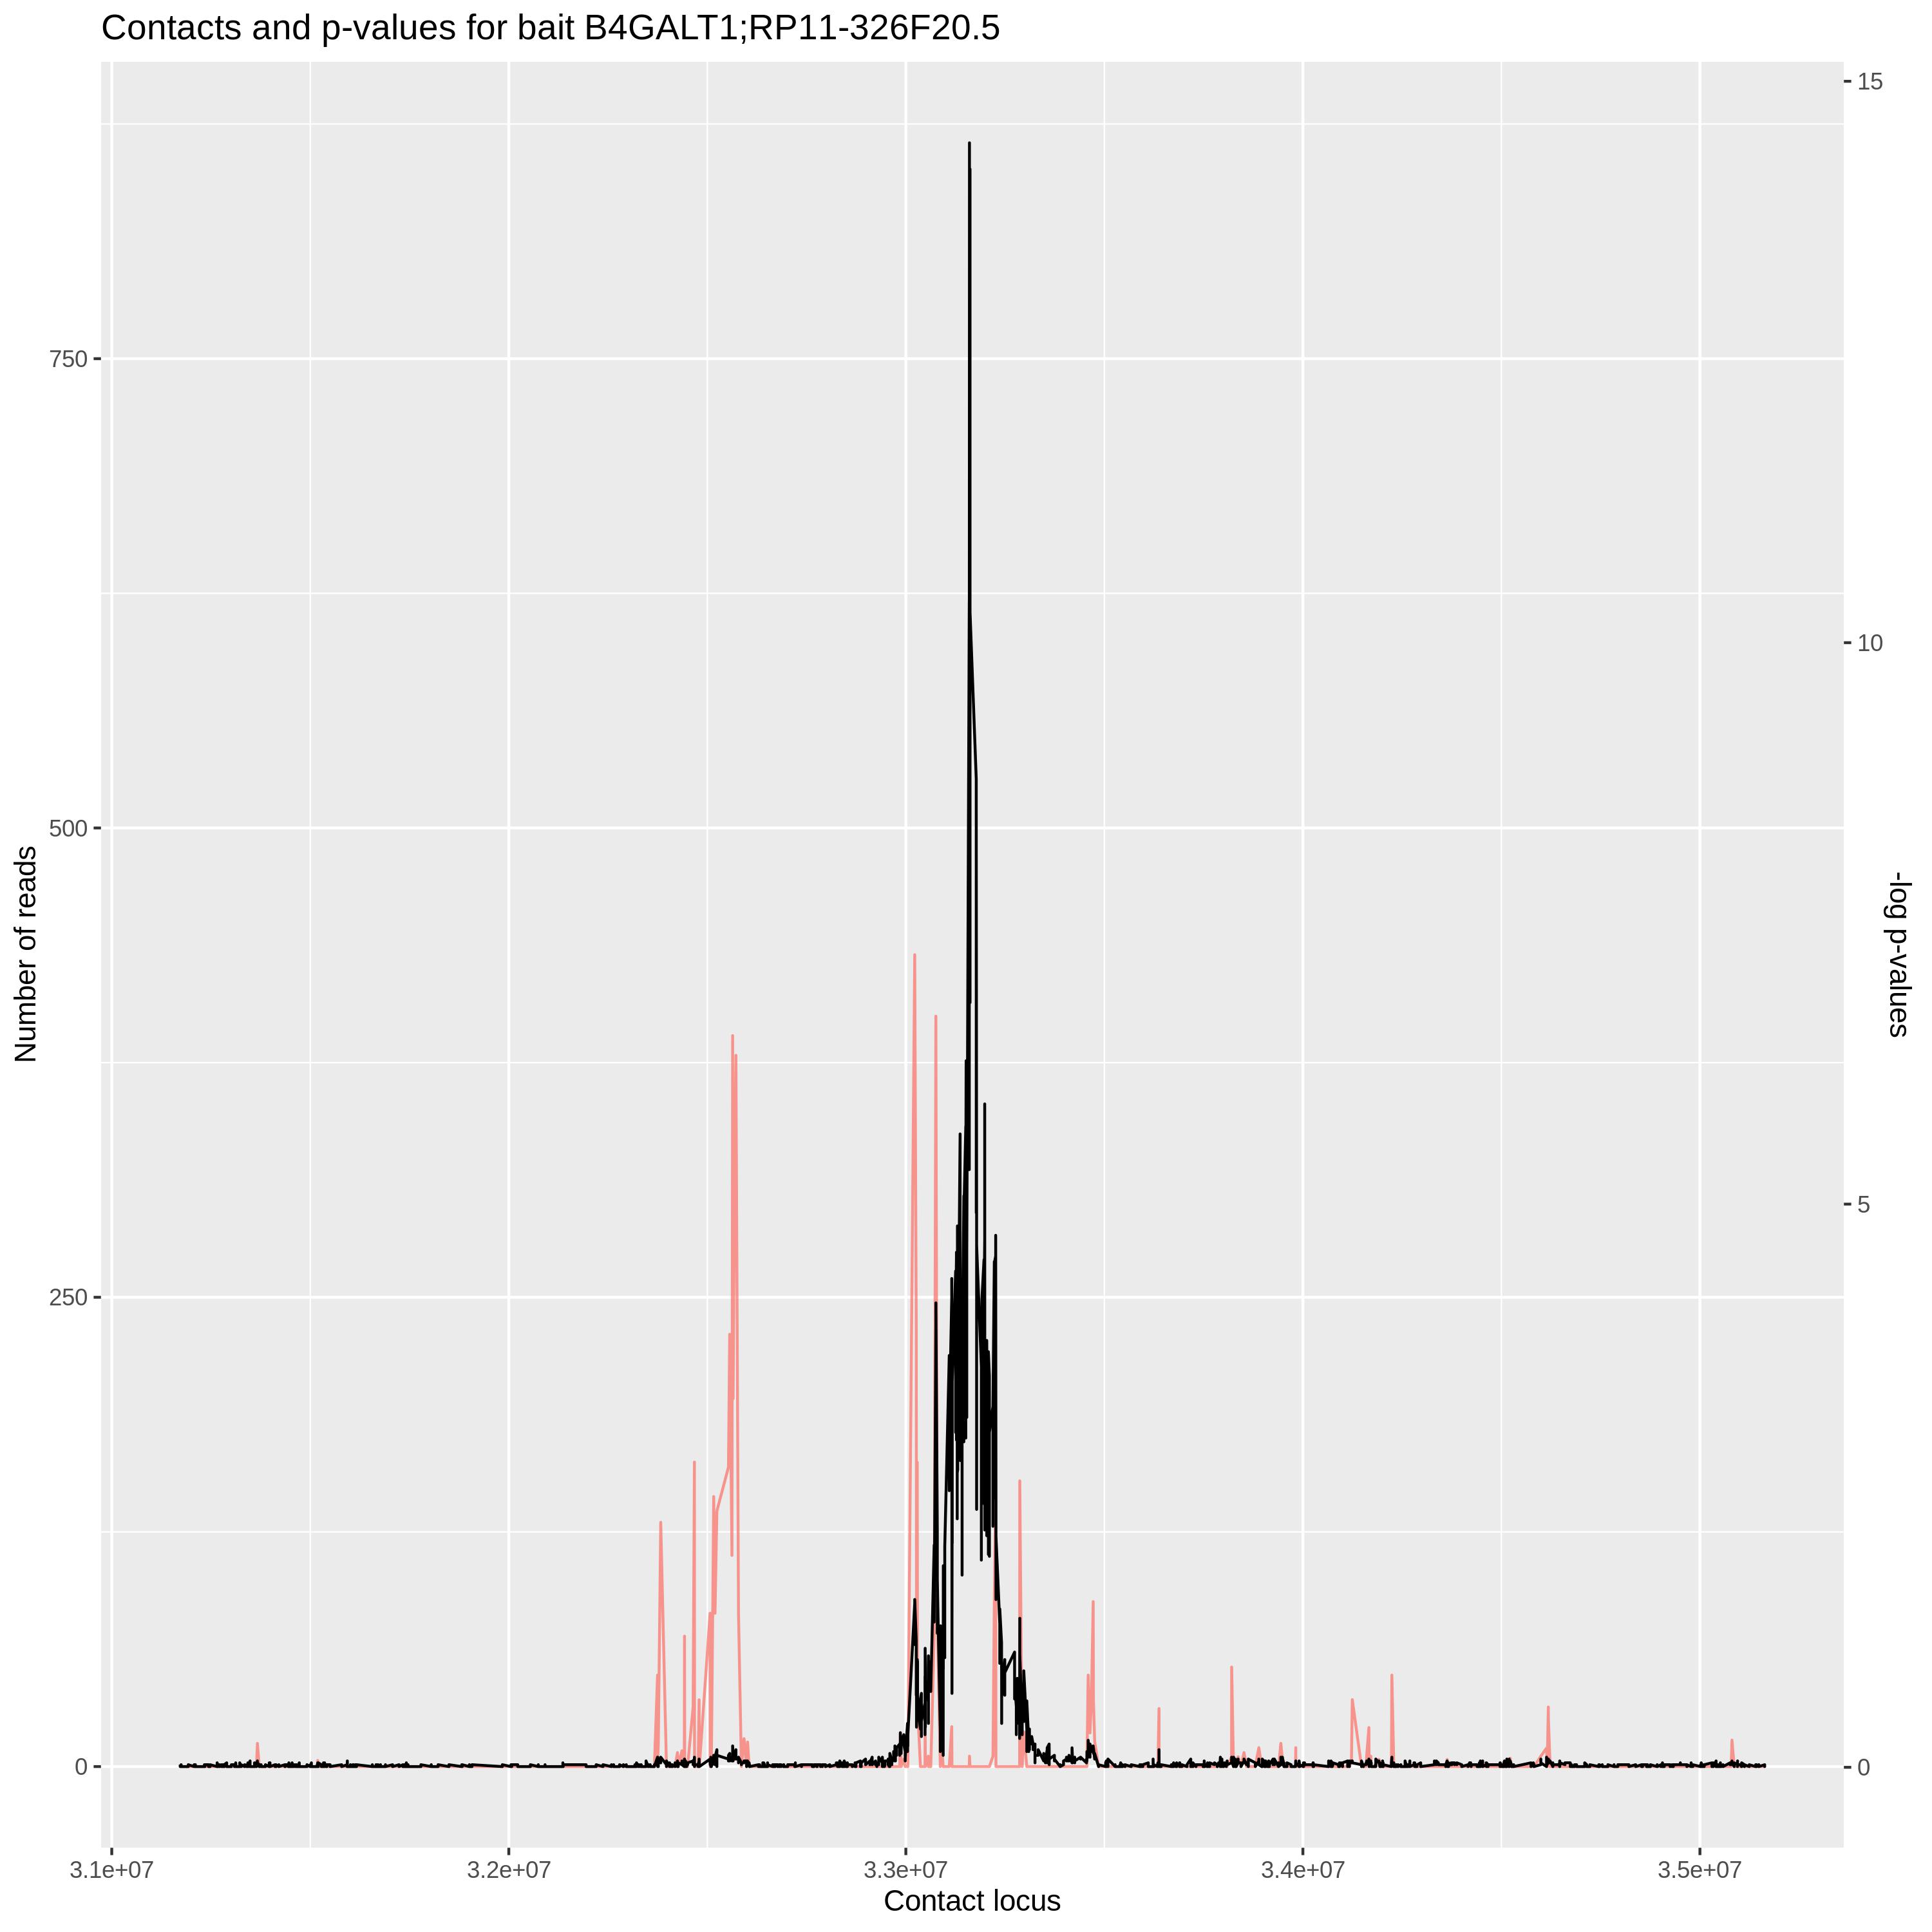 Contacts and p-values for bait B4GALT1;RP11-326F20.5
15
750
10
500
Number of reads
-log p-values
5
250
0
0
3.1e+07
3.2e+07
3.3e+07
3.4e+07
3.5e+07
Contact locus